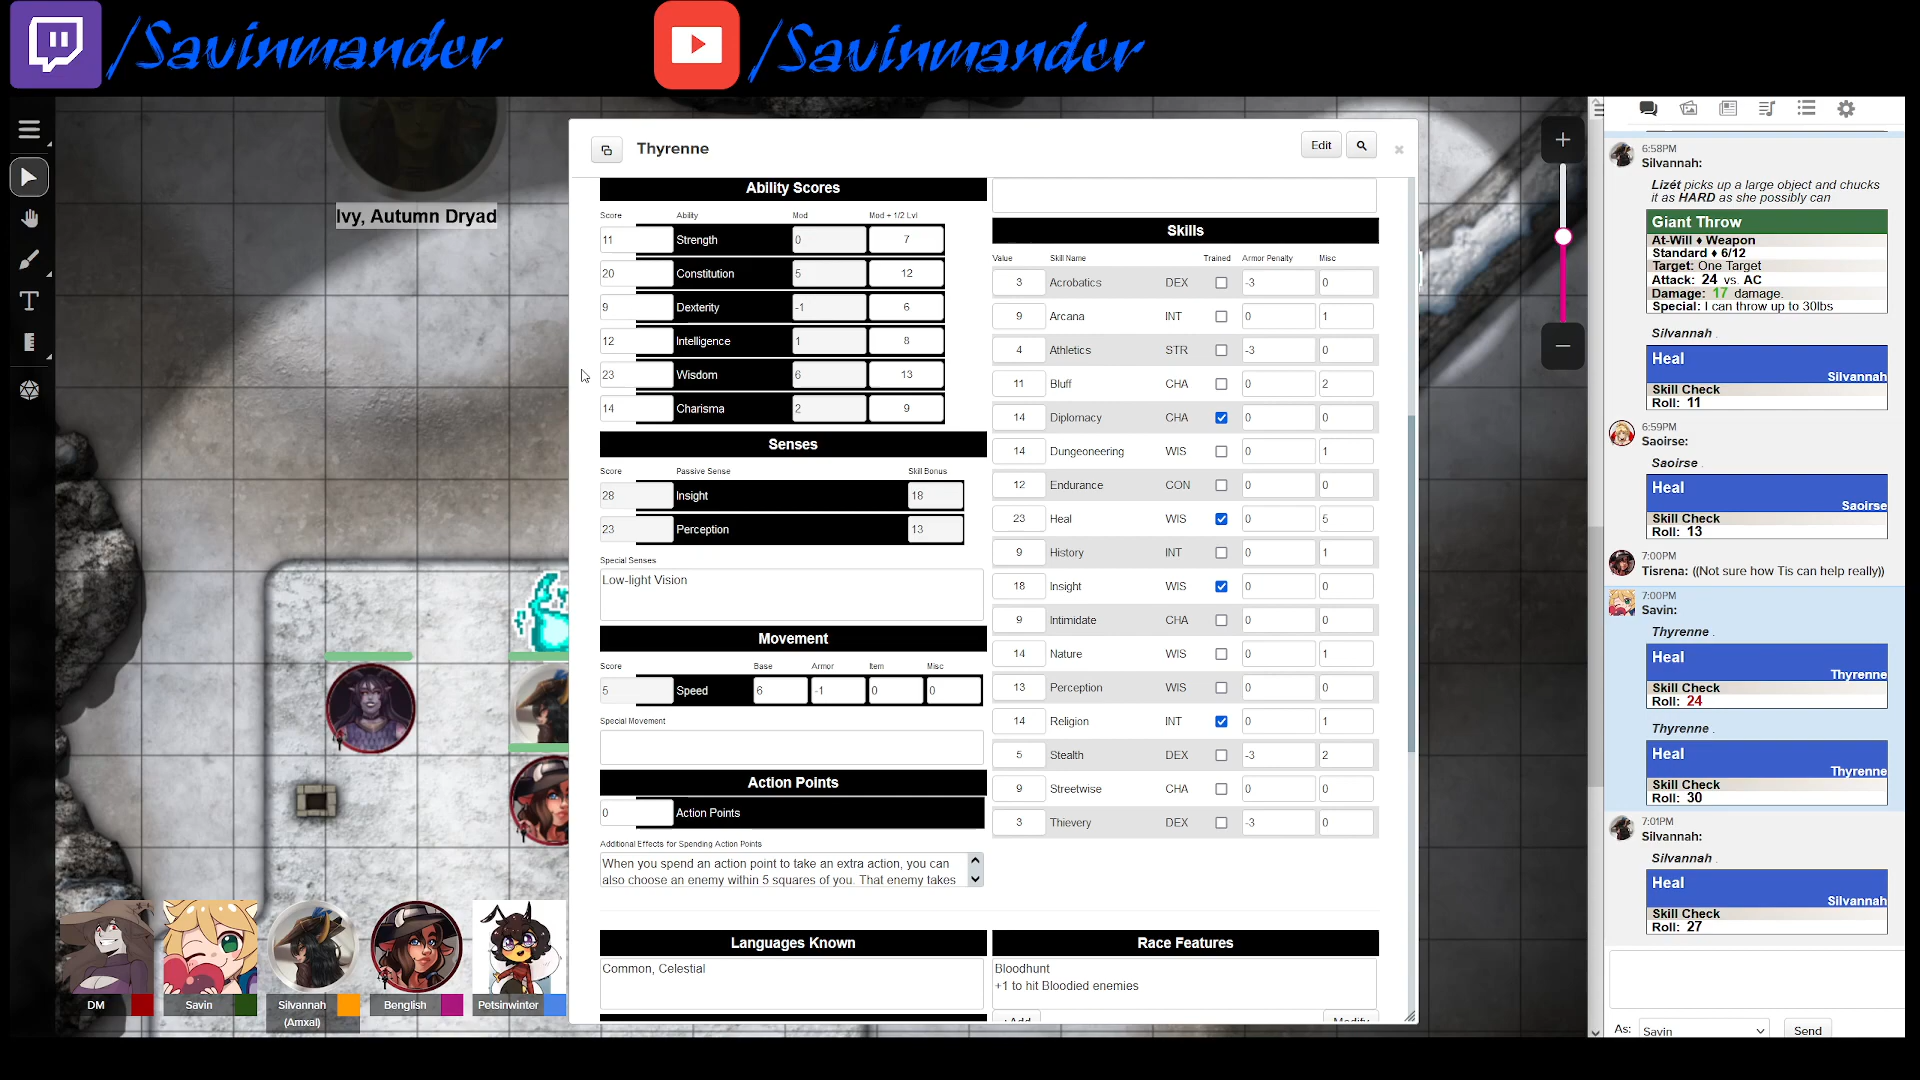 /Savinmander
/Savinmander
Ivy, Autumn Dryad
Thyrenne
Edit
Ability Scores
Score Ability Mod Mod + 1/2 Lvl
11 Strength 0 7
20 Constitution 5 12
9 Dexterity -1 6
12 Intelligence 1 8
23 Wisdom 6 13
14 Charisma 2 9
Senses
Score Passive Sense Skill Bonus
28 Insight 18
23 Perception 13
Special Senses
Low-light Vision
Movement
Score Base Armor Item Misc
5 Speed 6 -1 0 0
Special Movement
Action Points
0 Action Points
Additional Effects for Spending Action Points
When you spend an action point to take an extra action, you can
also choose an enemy within 5 squares of you. That enemy takes
Languages Known
Common, Celestial
Skills
Value Skill Name Trained Armor Penalty Misc
3 Acrobatics DEX -3 0
9 Arcana INT 0 1
4 Athletics STR -3 0
11 Bluff CHA 0 2
14 Diplomacy CHA 0 0
14 Dungeoneering WIS 0 1
12 Endurance CON 0 0
23 Heal WIS 0 5
9 History INT 0 1
18 Insight WIS 0 0
9 Intimidate CHA 0 0
14 Nature WIS 0 1
13 Perception WIS 0 0
14 Religion INT 0 1
5 Stealth DEX -3 2
9 Streetwise CHA 0 0
3 Thievery DEX -3 0
Race Features
Bloodhunt
+1 to hit Bloodied enemies
+Add Modify
DM
Savin
Silvannah
(Amxal)
Benglish
Petsinwinter
6:58PM
Silvannah:
Lizét picks up a large object and chucks
it as HARD as she possibly can
Giant Throw
At-Will ♦ Weapon
Standard ♦ 6/12
Target: One Target
Attack: 24 vs. AC
Damage: 17 damage.
Special: I can throw up to 30lbs
Silvannah .
Heal
Silvannah
Skill Check
Roll: 11
6:59PM
Saoirse:
Saoirse .
Heal
Saoirse
Skill Check
Roll: 13
7:00PM
Tisrena: ((Not sure how Tis can help really))
7:00PM
Savin:
Thyrenne .
Heal
Thyrenne
Skill Check
Roll: 24
Thyrenne .
Heal
Thyrenne
Skill Check
Roll: 30
7:01PM
Silvannah:
Silvannah .
Heal
Silvannah
Skill Check
Roll: 27
As: Savin Send